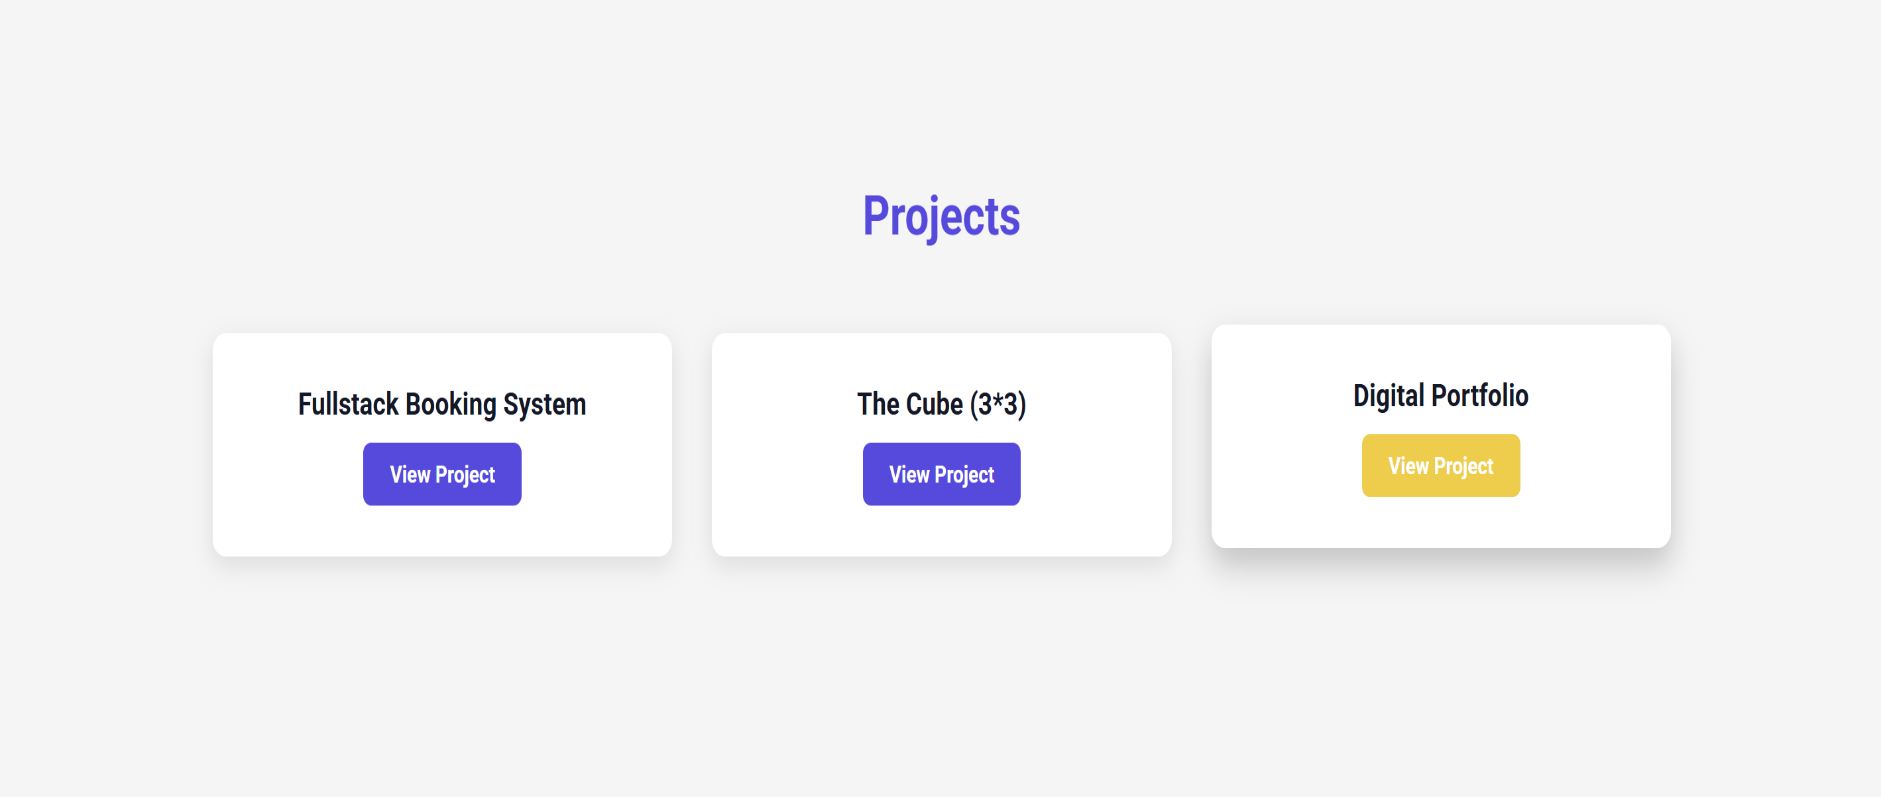 Projects
Fullstack Booking System
The Cube (3*3)
Digital Portfolio
View Project
View Project
View Project